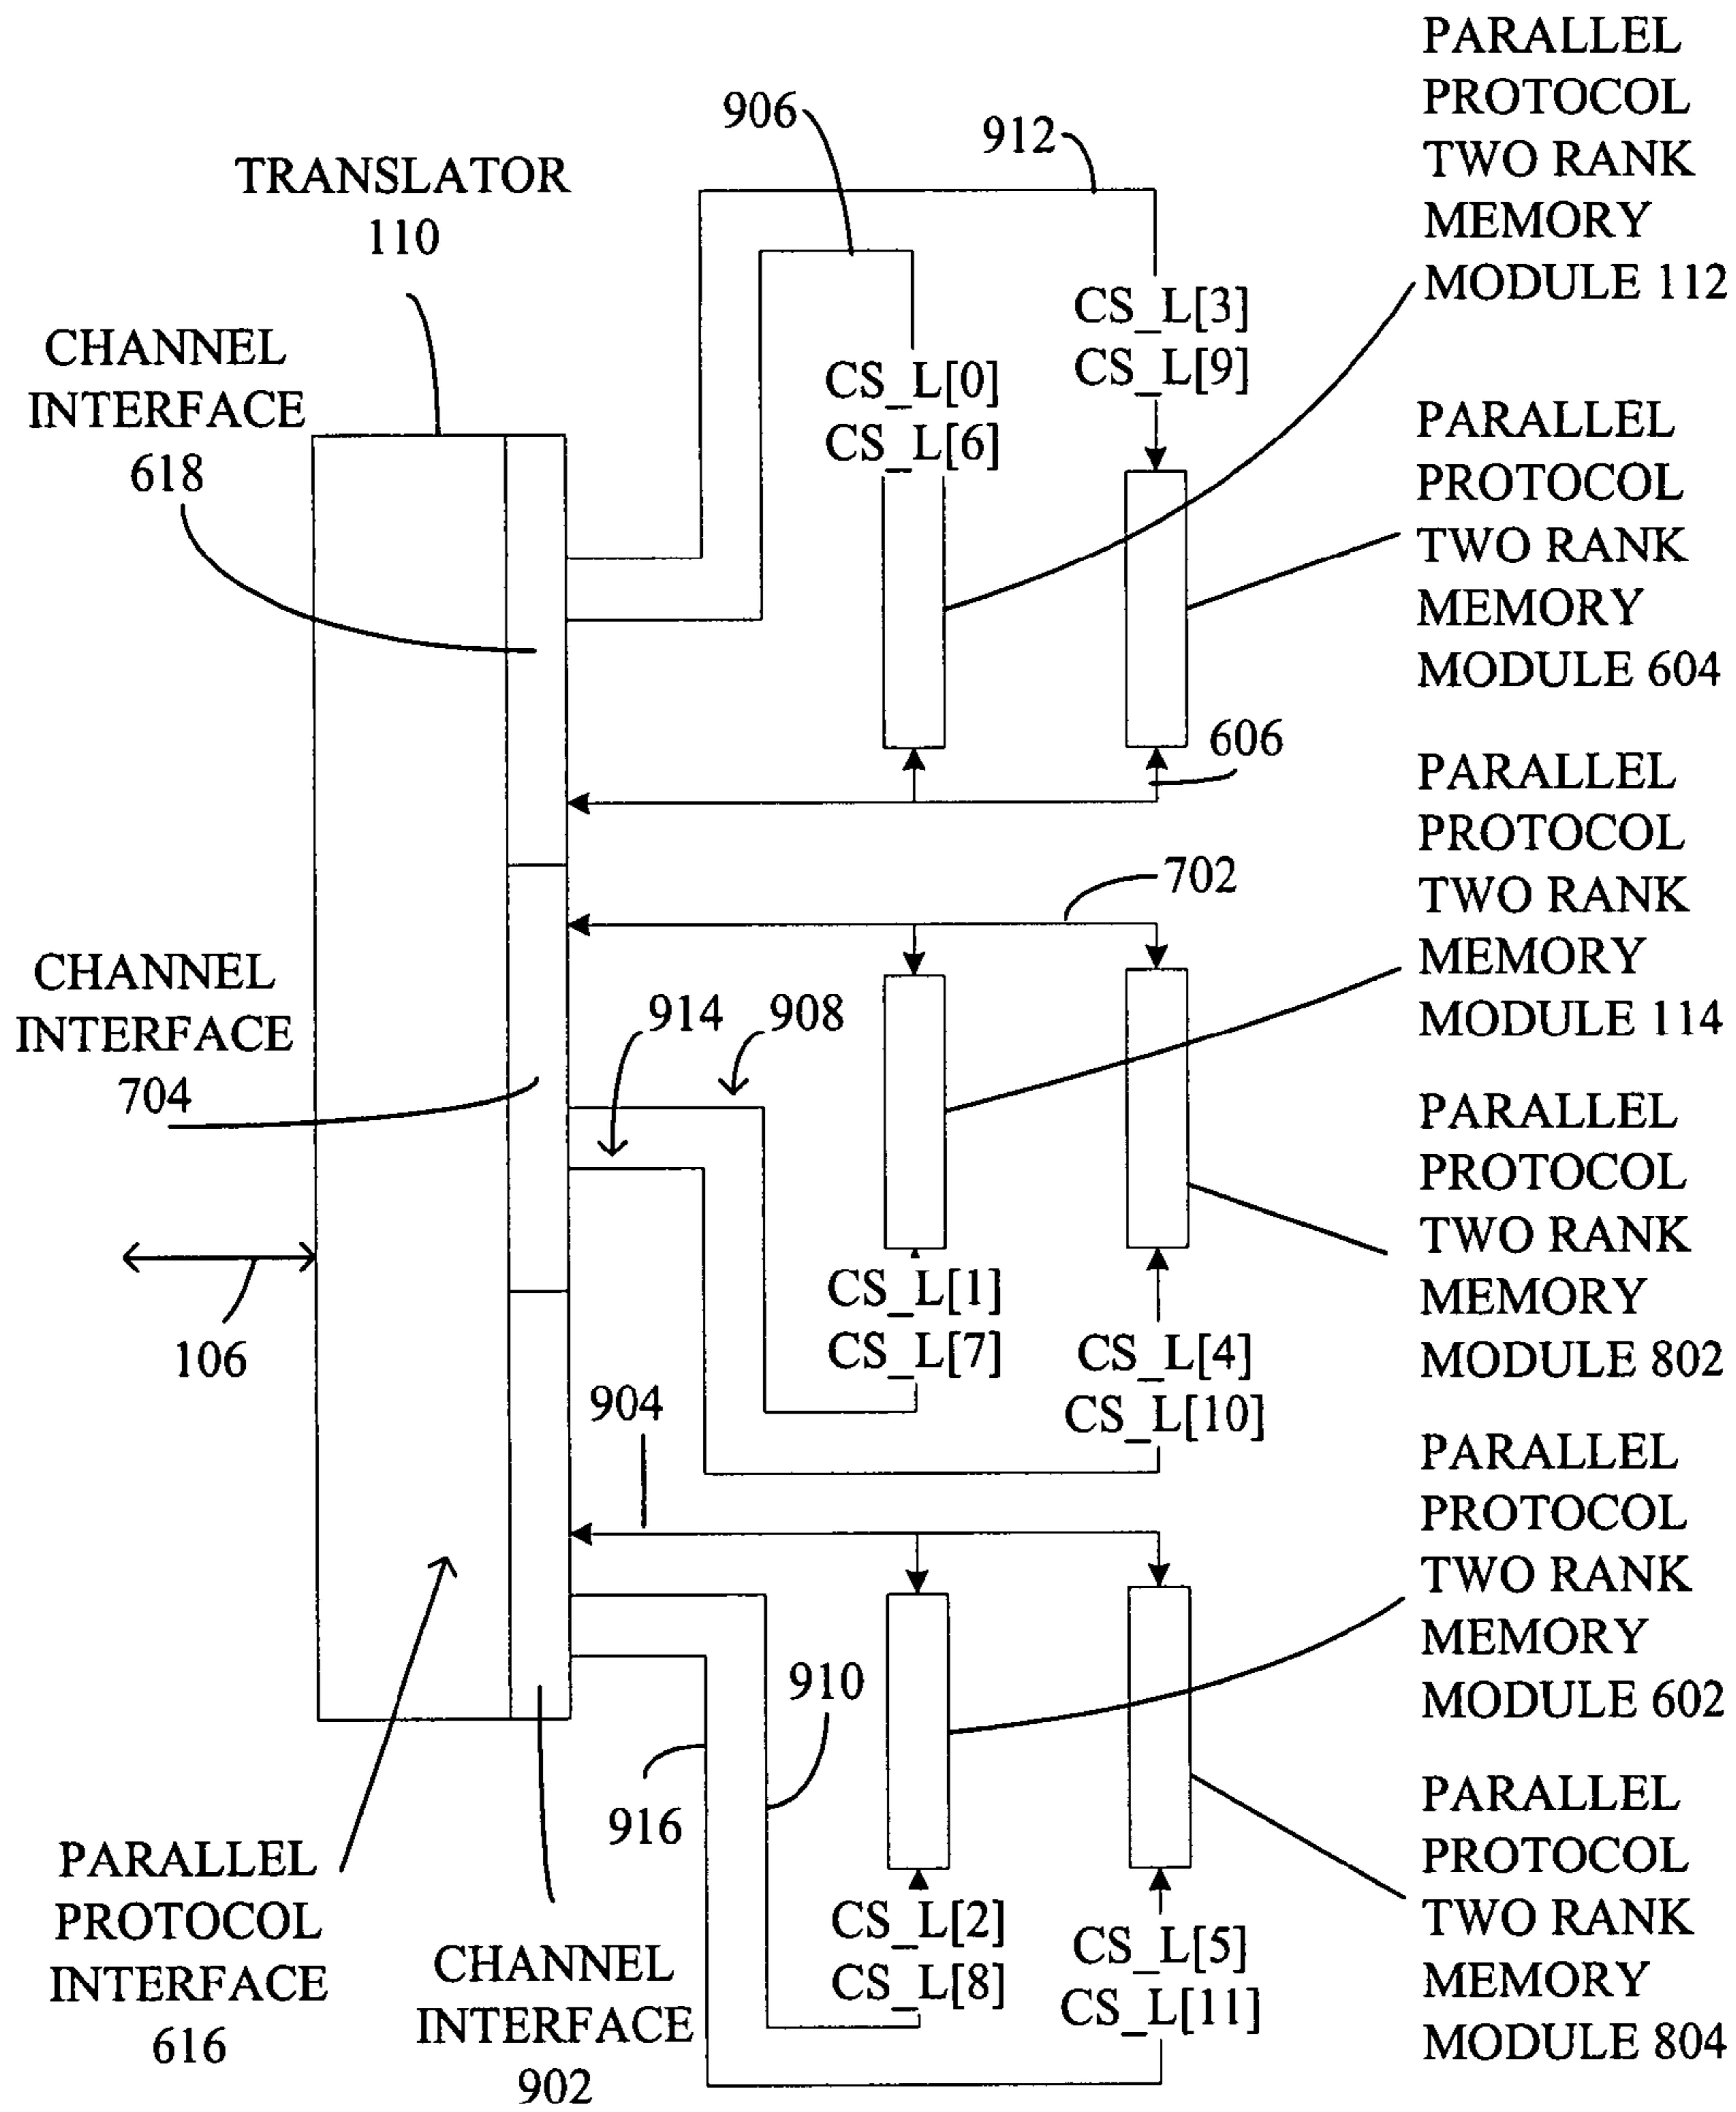 PARALLEL
PROTOCOL
TWO RANK
MEMORY
MODULE 112
906
912
TRANSLATOR
110
CS_L[3]
CS_L[9]
CHANNEL
INTERFACE
618
CS_L[0]
CS_L[6]
PARALLEL
PROTOCOL
TWO RANK
MEMORY
MODULE 604
606
PARALLEL
PROTOCOL
TWO RANK
MEMORY
MODULE 114
702
CHANNEL
INTERFACE
704
914
908
PARALLEL
PROTOCOL
TWO RANK
MEMORY
MODULE 802
CS_L[1]
CS_L[7]
106
CS_L[4]
CS_L[10]
904
PARALLEL
PROTOCOL
TWO RANK
MEMORY
MODULE 602
910
916
PARALLEL
PROTOCOL
TWO RANK
MEMORY
MODULE 804
PARALLEL
PROTOCOL
INTERFACE
616
CHANNEL
INTERFACE
902
CS_L[2]
CS_L[8]
CS_L[5]
CS_L[11]